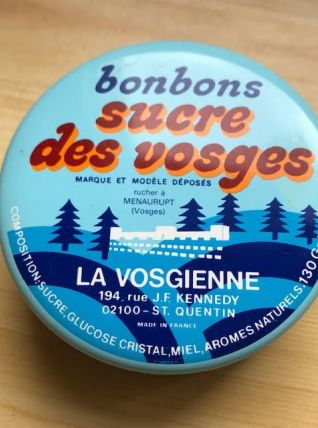 bonbons
sucre
des vosges
MARQUE ET MODÈLE DÉPOSÉS
rucher à
MENAURUPT
(Vosges)
LA VOSGIENNE
194, rue J.F. KENNEDY
02100 - ST. QUENTIN
MADE IN FRANCE
COMPOSITION:SUCRE,GLUCOSE CRISTAL,MIEL,AROMES NATURELS,130G